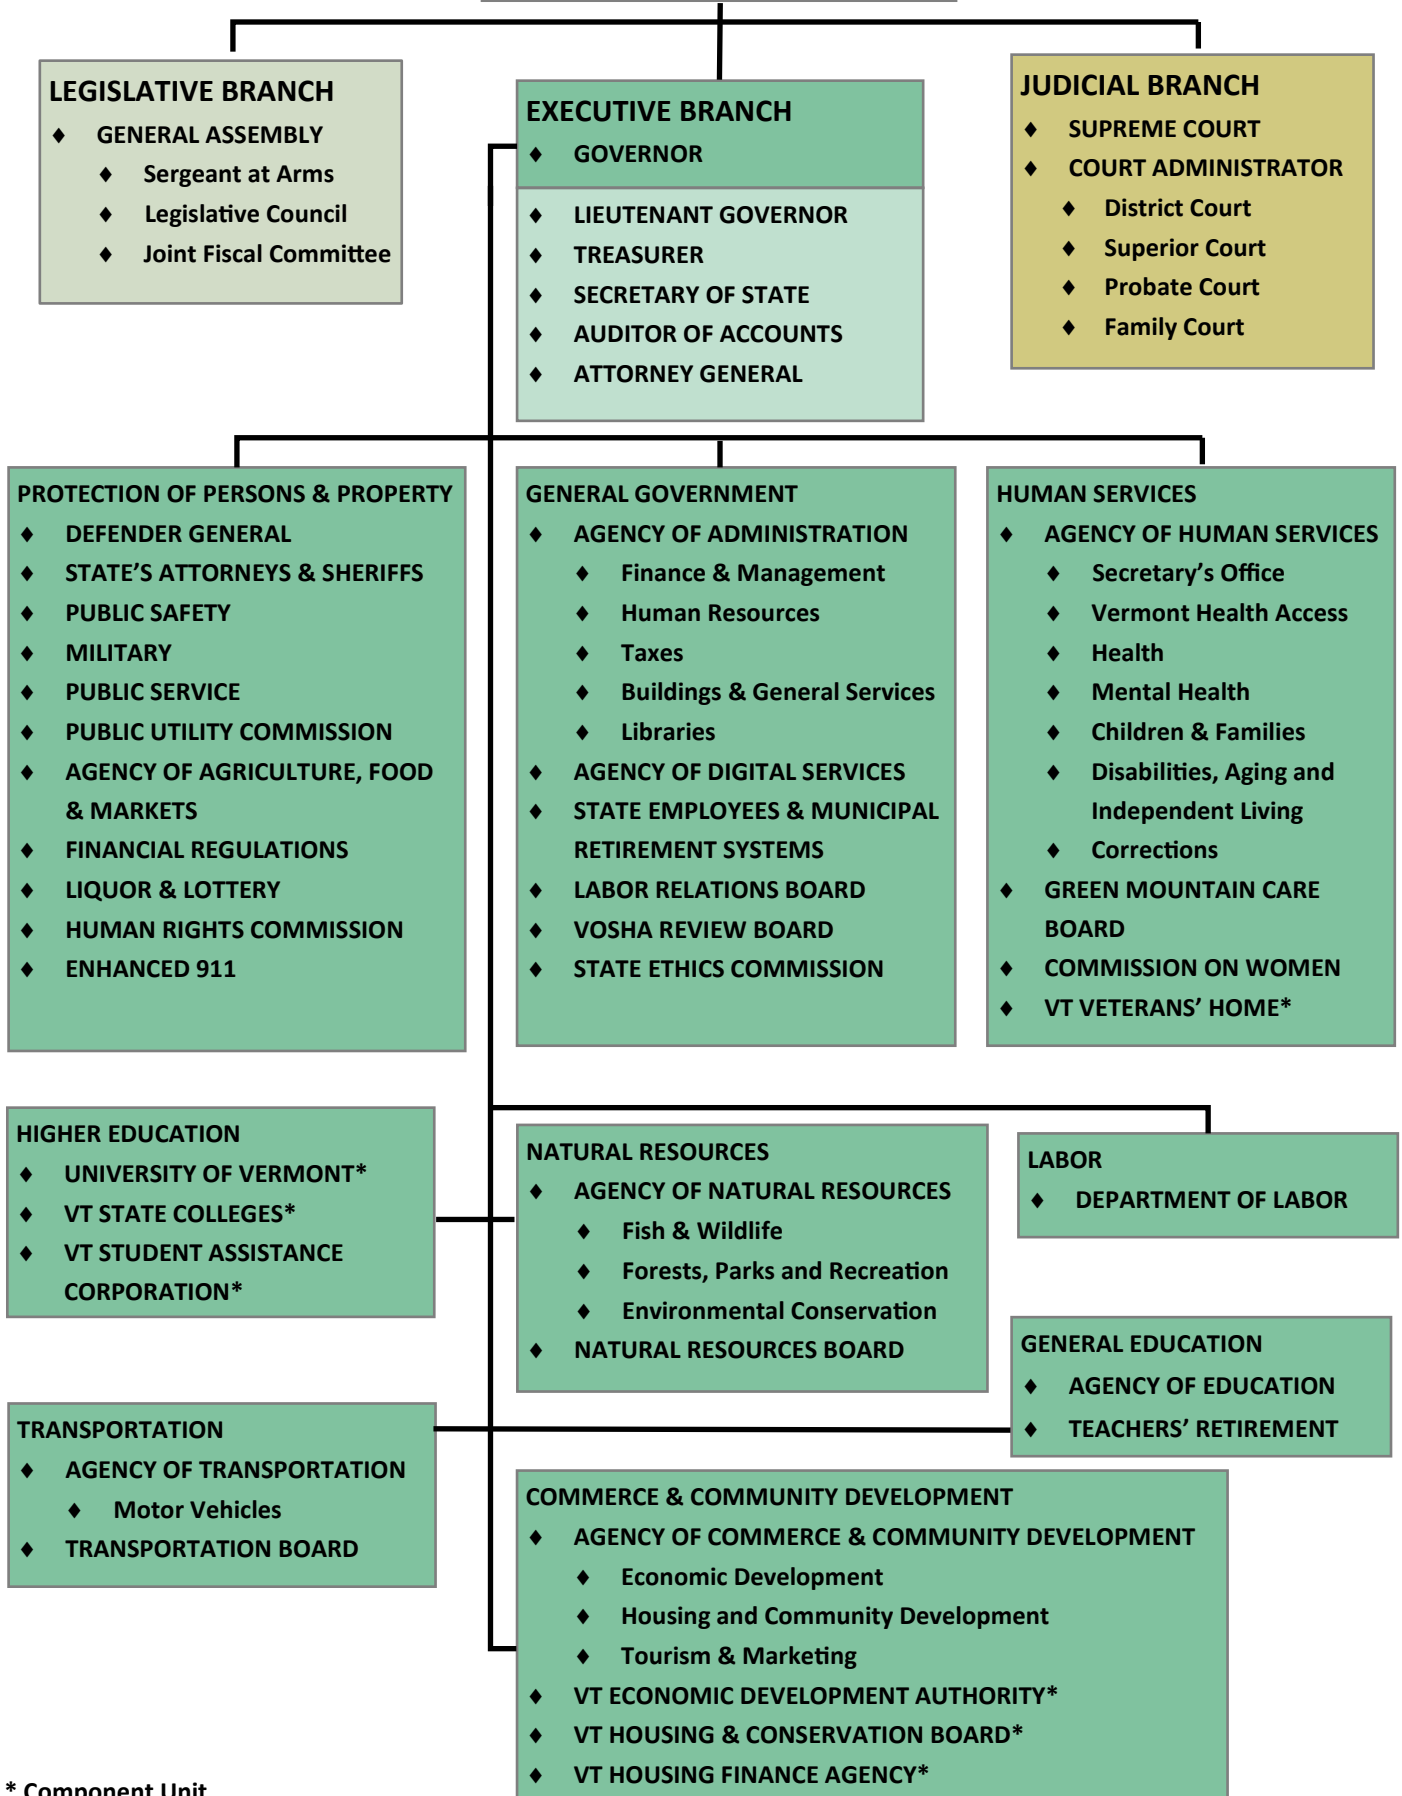 LEGISLATIVE BRANCH
♦ GENERAL ASSEMBLY
♦ Sergeant at Arms
♦ Legislative Council
♦ Joint Fiscal Committee
EXECUTIVE BRANCH
♦ GOVERNOR
♦ LIEUTENANT GOVERNOR
♦ TREASURER
♦ SECRETARY OF STATE
♦ AUDITOR OF ACCOUNTS
♦ ATTORNEY GENERAL
JUDICIAL BRANCH
♦ SUPREME COURT
♦ COURT ADMINISTRATOR
♦ District Court
♦ Superior Court
♦ Probate Court
♦ Family Court
PROTECTION OF PERSONS & PROPERTY
♦ DEFENDER GENERAL
♦ STATE’S ATTORNEYS & SHERIFFS
♦ PUBLIC SAFETY
♦ MILITARY
♦ PUBLIC SERVICE
♦ PUBLIC UTILITY COMMISSION
♦ AGENCY OF AGRICULTURE, FOOD
& MARKETS
♦ FINANCIAL REGULATIONS
♦ LIQUOR & LOTTERY
♦ HUMAN RIGHTS COMMISSION
♦ ENHANCED 911
GENERAL GOVERNMENT
♦ AGENCY OF ADMINISTRATION
♦ Finance & Management
♦ Human Resources
♦ Taxes
♦ Buildings & General Services
♦ Libraries
♦ AGENCY OF DIGITAL SERVICES
♦ STATE EMPLOYEES & MUNICIPAL
RETIREMENT SYSTEMS
♦ LABOR RELATIONS BOARD
♦ VOSHA REVIEW BOARD
♦ STATE ETHICS COMMISSION
HUMAN SERVICES
♦ AGENCY OF HUMAN SERVICES
♦ Secretary’s Office
♦ Vermont Health Access
♦ Health
♦ Mental Health
♦ Children & Families
♦ Disabilities, Aging and
Independent Living
♦ Corrections
♦ GREEN MOUNTAIN CARE
BOARD
♦ COMMISSION ON WOMEN
♦ VT VETERANS’ HOME*
HIGHER EDUCATION
♦ UNIVERSITY OF VERMONT*
♦ VT STATE COLLEGES*
♦ VT STUDENT ASSISTANCE
CORPORATION*
NATURAL RESOURCES
♦ AGENCY OF NATURAL RESOURCES
♦ Fish & Wildlife
♦ Forests, Parks and Recreation
♦ Environmental Conservation
♦ NATURAL RESOURCES BOARD
LABOR
♦ DEPARTMENT OF LABOR
GENERAL EDUCATION
♦ AGENCY OF EDUCATION
♦ TEACHERS’ RETIREMENT
TRANSPORTATION
♦ AGENCY OF TRANSPORTATION
♦ Motor Vehicles
♦ TRANSPORTATION BOARD
COMMERCE & COMMUNITY DEVELOPMENT
♦ AGENCY OF COMMERCE & COMMUNITY DEVELOPMENT
♦ Economic Development
♦ Housing and Community Development
♦ Tourism & Marketing
♦ VT ECONOMIC DEVELOPMENT AUTHORITY*
♦ VT HOUSING & CONSERVATION BOARD*
♦ VT HOUSING FINANCE AGENCY*
* Component Unit